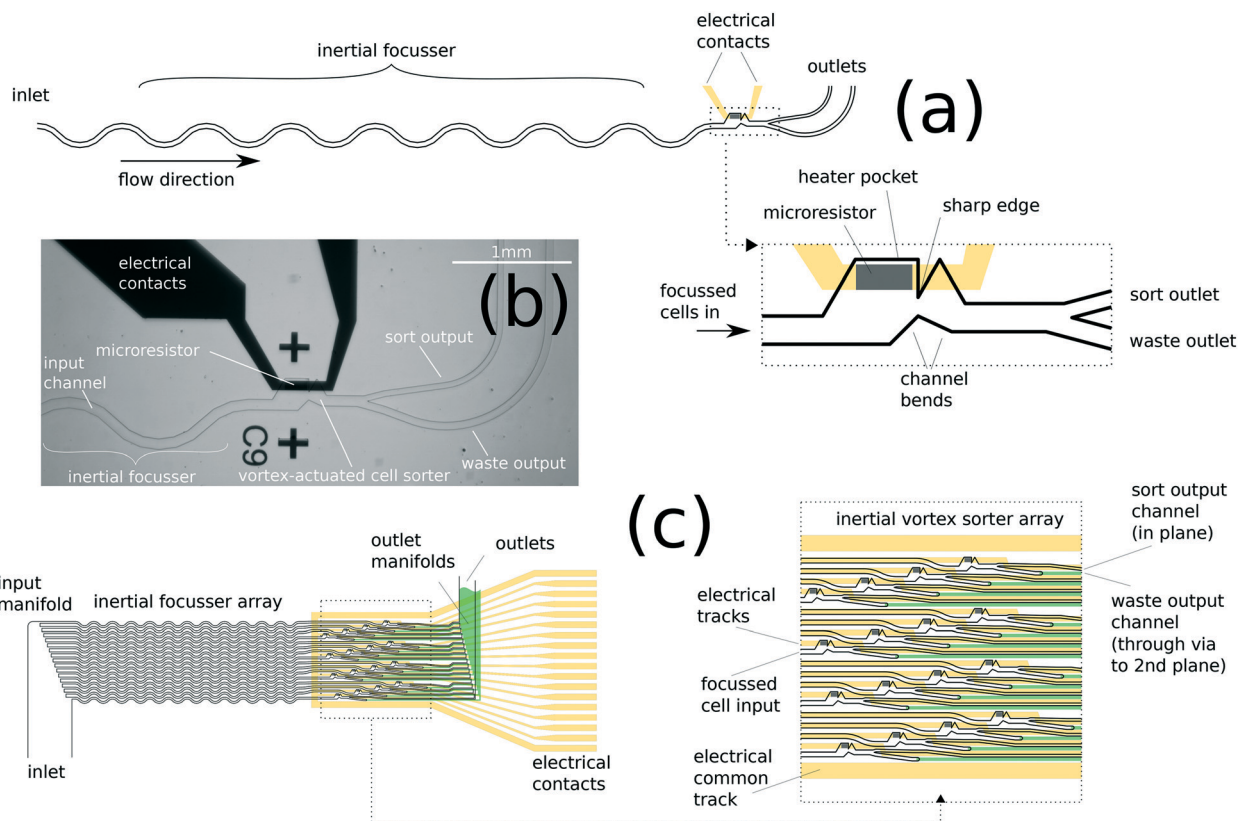 electrical
contacts
inertial focusser
outlets
inlet
(a)
flow direction
heater pocket
microresistor
sharp edge
focussed
cells in
sort outlet
waste outlet
channel
bends
1mm
electrical
contacts
(b)
microresistor
sort output
input
channel
C9
inertial focusser
vortex-actuated cell sorter
waste output
(c)
outlet
manifolds
outlets
input
manifold
inertial focusser array
inlet
electrical
contacts
inertial vortex sorter array
sort output
channel
(in plane)
electrical
tracks
waste output
channel
(through via
to 2nd plane)
focussed
cell input
electrical
common
track